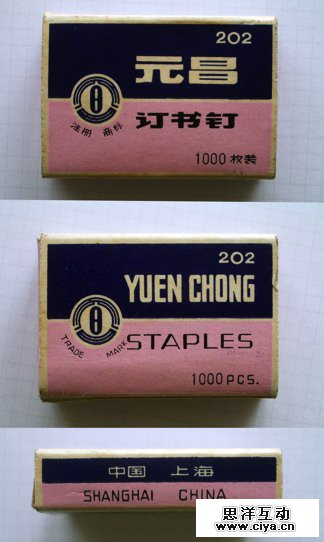 202
元昌
注册 商标
订书钉
1000 枚装
202
YUEN CHONG
TRADE MARK
STAPLES
1000 PCS.
中国 上海
SHANGHAI CHINA
思洋互动
www.ciya.cn